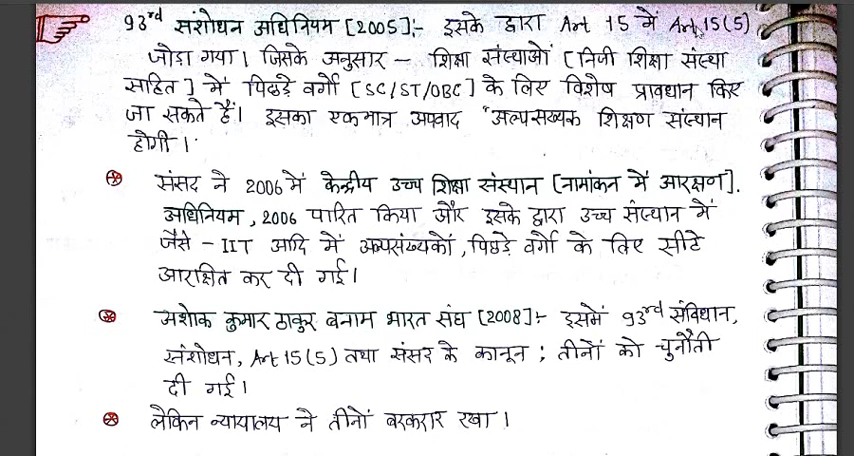 93rd संशोधन अधिनियम [2005]:- इसके द्वारा Art 15 में Art 15(5)
जोड़ा गया। जिसके अनुसार - शिक्षा संस्थाओं [निजी शिक्षा संस्था
सहित] में पिछड़े वर्गों [SC/ST/OBC] के लिए विशेष प्रावधान किए
जा सकते हैं। इसका एकमात्र अपवाद "अल्पसंख्यक शिक्षण संस्थान
होगी।
संसद ने 2006 में केन्द्रीय उच्च शिक्षा संस्थान [नामांकन में आरक्षण].
अधिनियम, 2006 पारित किया और इसके द्वारा उच्च संस्थान में
जैसे - IIT आदि में अल्पसंख्यकों, पिछड़े वर्गों के लिए सीटे
आरक्षित कर दी गई।
अशोक कुमार ठाकुर बनाम भारत संघ [2008]:- इसमें 93rd संविधान,
संशोधन, Art 15(5) तथा संसद के कानून ; तीनों को चुनौती
दी गई।
लेकिन न्यायालय ने तीनों बरकरार रखा।